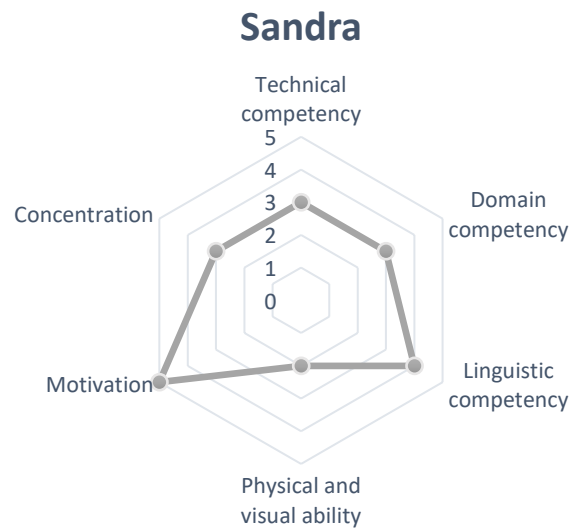 Sandra
Technical
competency
5
4
3
2
1
0
Domain
competency
Linguistic
competency
Physical and
visual ability
Motivation
Concentration